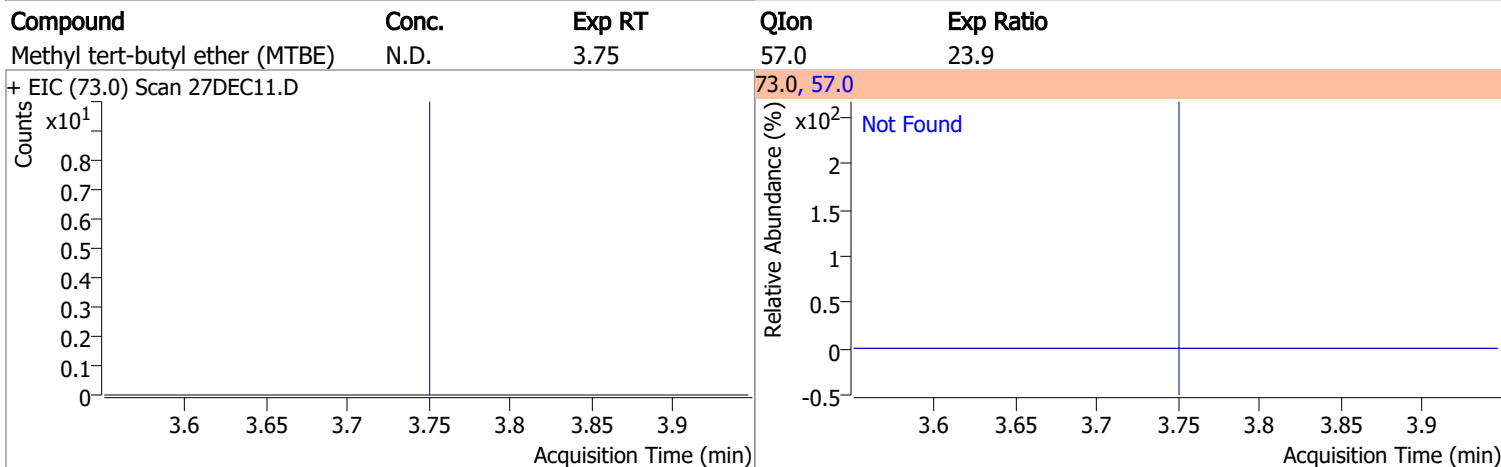 Compound Conc. Exp RT QIon Exp Ratio
Methyl tert-butyl ether (MTBE) N.D. 3.75 57.0 23.9
+ EIC (73.0) Scan 27DEC11.D
Counts
x10¹
0.8
0.7
0.6
0.5
0.4
0.3
0.2
0.1
0
3.6 3.65 3.7 3.75 3.8 3.85 3.9
Acquisition Time (min)
73.0, 57.0
Relative Abundance (%)
x10²
Not Found
2
1.5
1
0.5
0
-0.5
3.6 3.65 3.7 3.75 3.8 3.85 3.9
Acquisition Time (min)